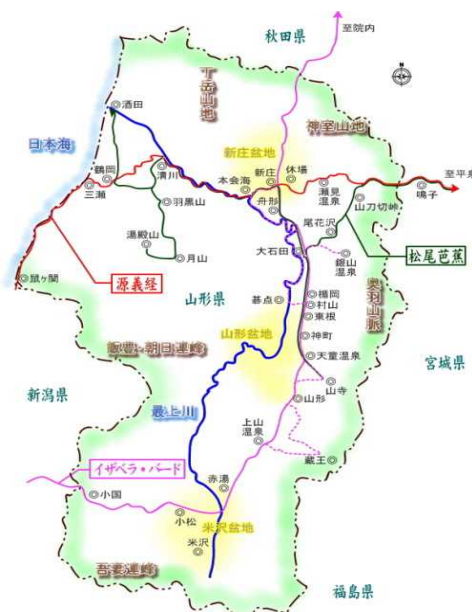 秋田県
至院内
丁岳山地
神室山地
酒田
日本海
新庄盆地
鶴岡
清川
本合海
新庄
休場
瀬見
温泉
至平泉
鳴子
三瀬
羽黒山
舟形
山刀切峠
尾花沢
松尾芭蕉
湯殿山
月山
大石田
銀山
温泉
鼠ヶ関
源義経
山形県
碁点
楯岡
村山
東根
奥羽山脈
山形盆地
神町
宮城県
飯豊・朝日連峰
天童温泉
山寺
新潟県
最上川
山形
上山
温泉
蔵王
イザベラ・バード
赤湯
小国
小松
米沢盆地
米沢
吾妻連峰
福島県